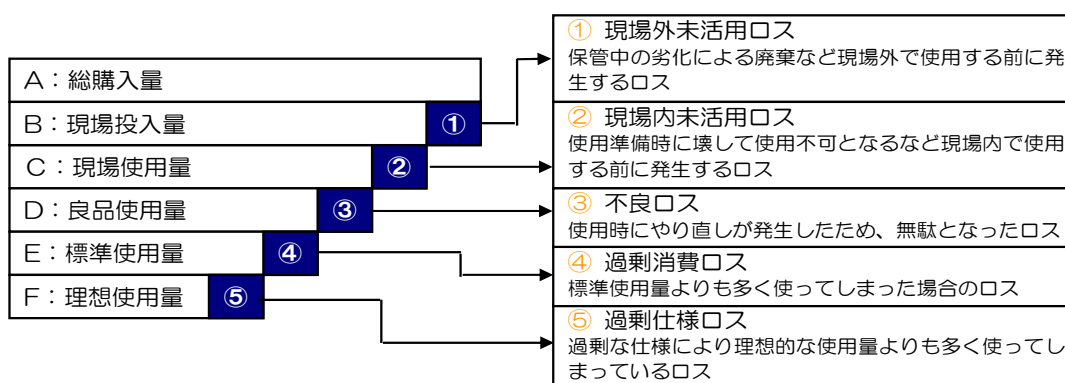 A：総購入量
B：現場投入量
①
C：現場使用量
②
D：良品使用量
③
E：標準使用量
④
F：理想使用量
⑤
① 現場外未活用ロス
保管中の劣化による廃棄など現場外で使用する前に発
生するロス
② 現場内未活用ロス
使用準備時に壊して使用不可となるなど現場内で使用
する前に発生するロス
③ 不良ロス
使用時にやり直しが発生したため、無駄となったロス
④ 過剰消費ロス
標準使用量よりも多く使ってしまった場合のロス
⑤ 過剰仕様ロス
過剰な仕様により理想的な使用量よりも多く使ってし
まっているロス